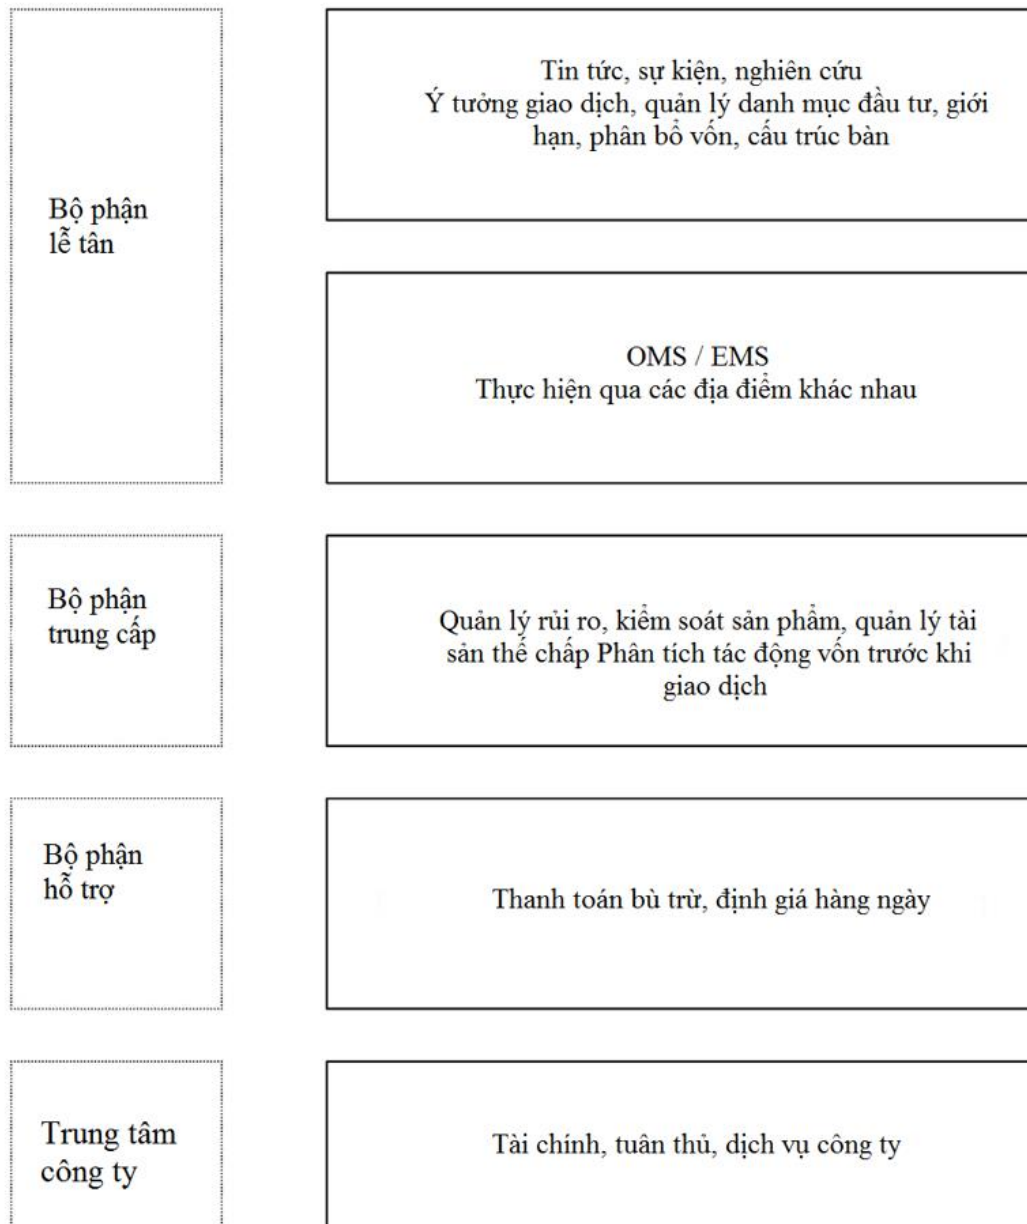 Tin tức, sự kiện, nghiên cứu
Ý tưởng giao dịch, quản lý danh mục đầu tư, giới
hạn, phân bổ vốn, cấu trúc bàn
Bộ phận
lễ tân
OMS / EMS
Thực hiện qua các địa điểm khác nhau
Bộ phận
trung cấp
Quản lý rủi ro, kiểm soát sản phẩm, quản lý tài
sản thế chấp Phân tích tác động vốn trước khi
giao dịch
Bộ phận
hỗ trợ
Thanh toán bù trừ, định giá hàng ngày
Trung tâm
công ty
Tài chính, tuân thủ, dịch vụ công ty